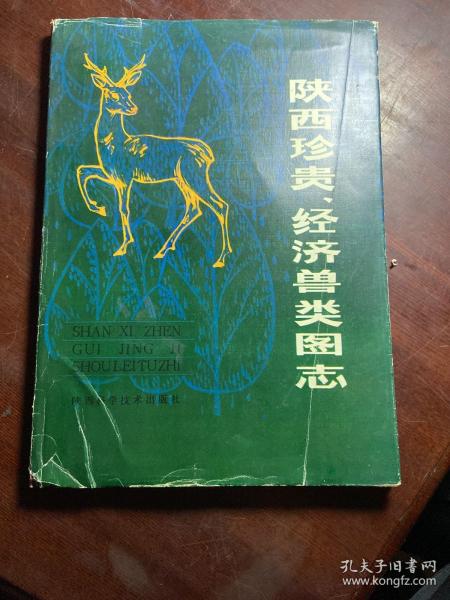 陕西珍贵、经济兽类图志
SHAN XI ZHEN
GUI JING JI
SHOULEITUZHI
陕西科学技术出版社
孔夫子旧书网
www.kongfz.com